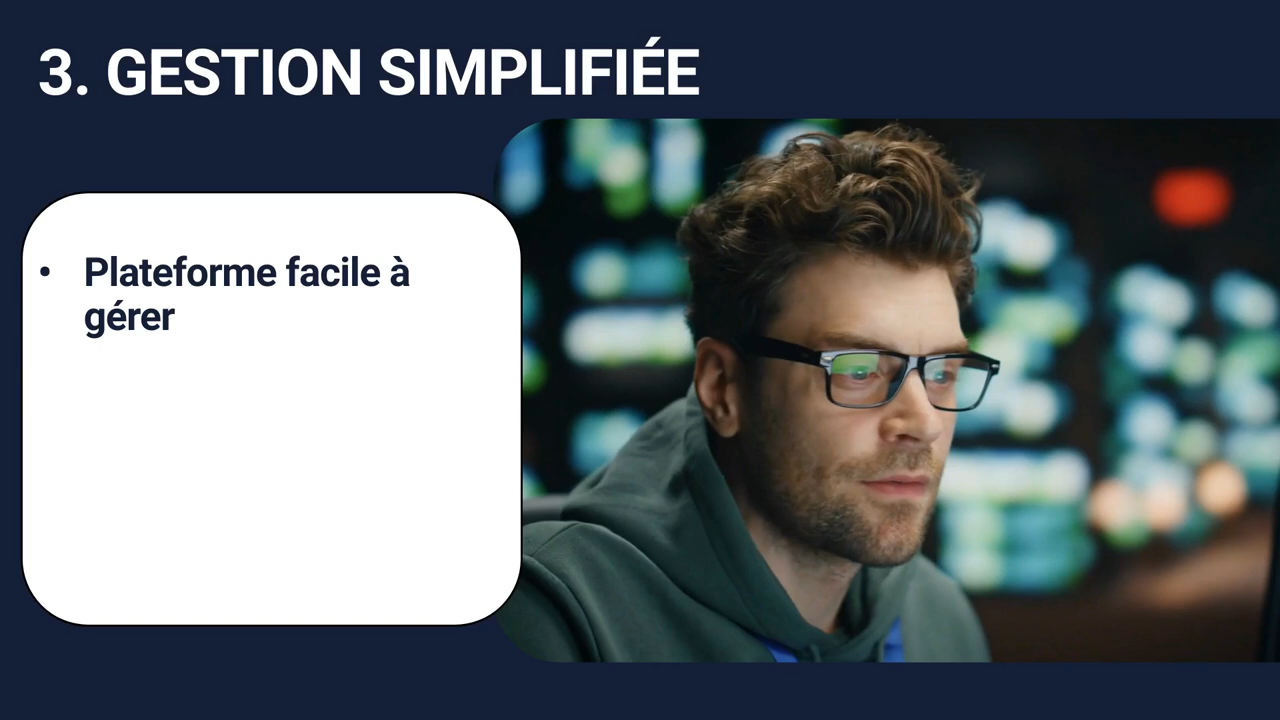 3. GESTION SIMPLIFIÉE
• Plateforme facile à
gérer